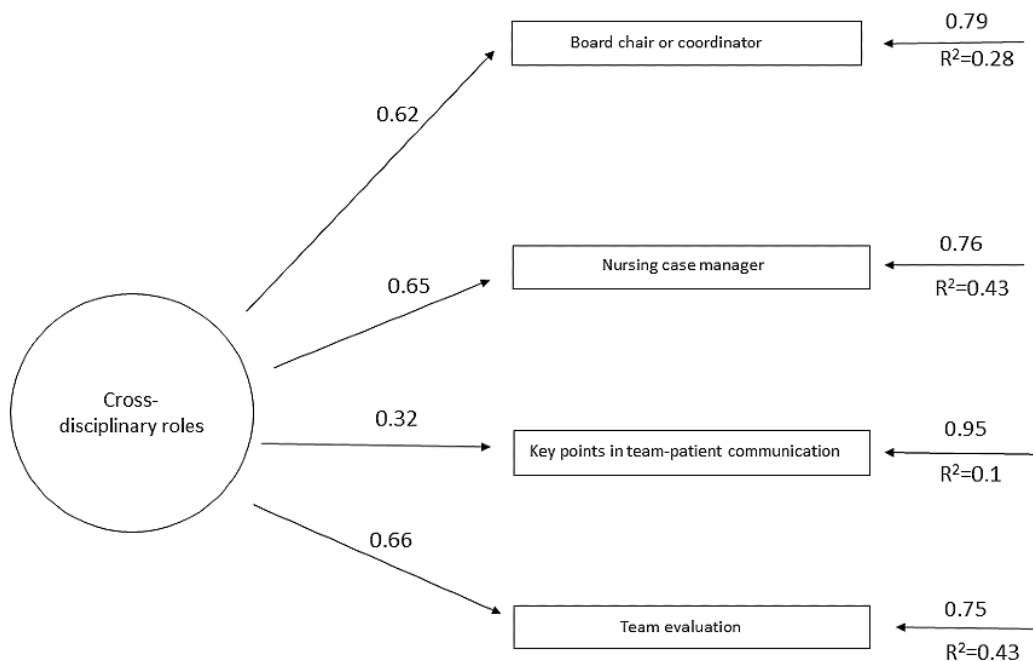 0.79
Board chair or coordinator
R²=0.28
0.62
0.76
Nursing case manager
R²=0.43
0.65
Cross-
disciplinary roles
0.32
0.95
Key points in team-patient communication
R²=0.1
0.66
0.75
Team evaluation
R²=0.43